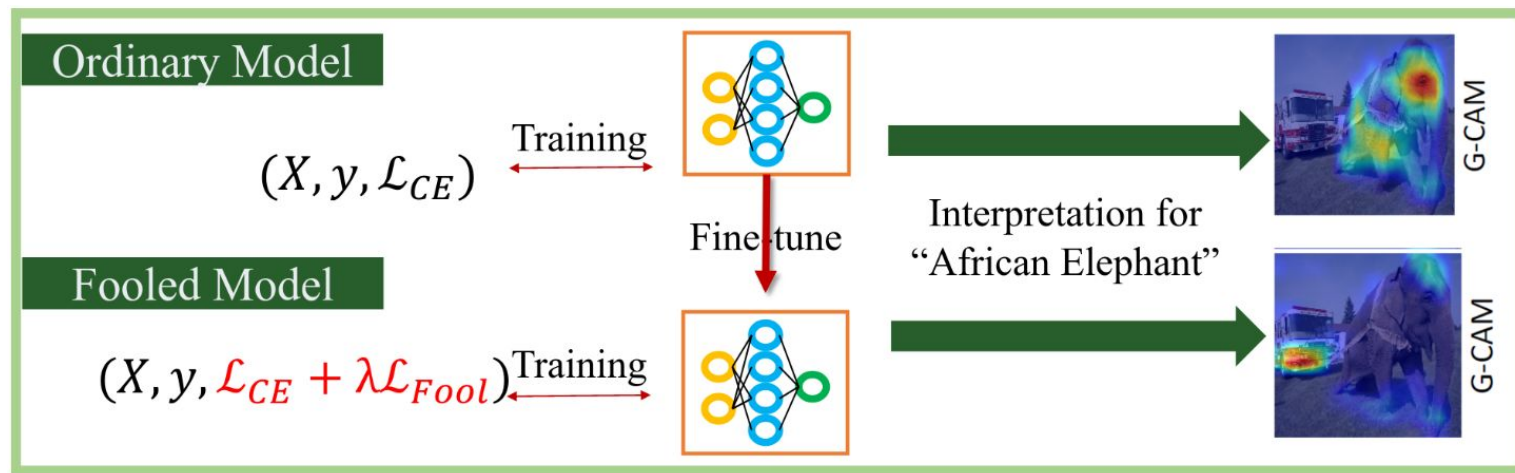 Ordinary Model
Training
(X, y, ℒ_CE)
Fine-tune
Interpretation for
“African Elephant”
G-CAM
Fooled Model
(X, y, ℒ_CE + λℒ_Fool)
Training
G-CAM